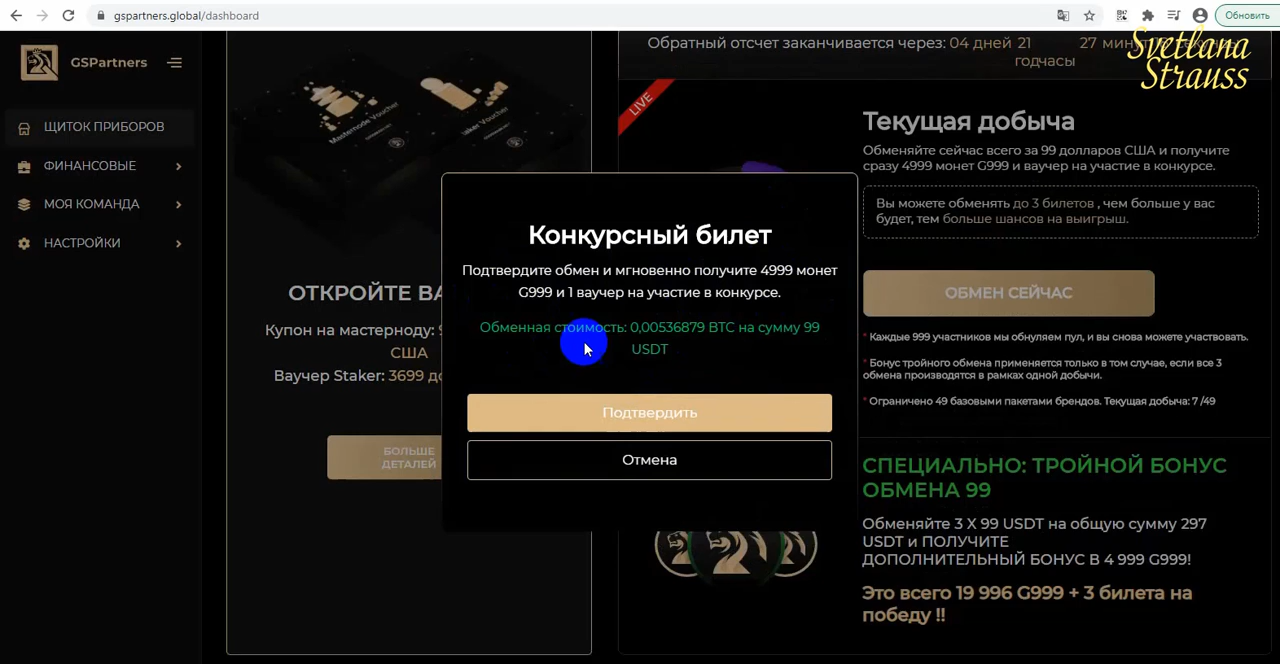 gspartners.global/dashboard
Обновить
GSPartners
ЩИТОК ПРИБОРОВ
ФИНАНСОВЫЕ
МОЯ КОМАНДА
НАСТРОЙКИ
Masternode Voucher
Staker Voucher
ОТКРОЙТЕ ВА
Купон на мастерноду: 9
США
Ваучер Staker: 3699 до
БОЛЬШЕ
ДЕТАЛЕЙ
Конкурсный билет
Подтвердите обмен и мгновенно получите 4999 монет
G999 и 1 ваучер на участие в конкурсе.
Обменная стоимость: 0,00536879 BTC на сумму 99
USDT
Подтвердить
Отмена
Обратный отсчет заканчивается через: 04 дней 21 27
годчасы
Svetlana
Strauss
LIVE
Текущая добыча
Обменяйте сейчас всего за 99 долларов США и получите
сразу 4999 монет G999 и ваучер на участие в конкурсе.
Вы можете обменять до 3 билетов , чем больше у вас
будет, тем больше шансов на выигрыш.
ОБМЕН СЕЙЧАС
* Каждые 999 участников мы обнуляем пул, и вы снова можете участвовать.
* Бонус тройного обмена применяется только в том случае, если все 3
обмена производятся в рамках одной добычи.
* Ограничено 49 базовыми пакетами брендов. Текущая добыча: 7 /49
СПЕЦИАЛЬНО: ТРОЙНОЙ БОНУС
ОБМЕНА 99
Обменяйте 3 X 99 USDT на общую сумму 297
USDT и ПОЛУЧИТЕ
ДОПОЛНИТЕЛЬНЫЙ БОНУС В 4 999 G999!
Это всего 19 996 G999 + 3 билета на
победу !!